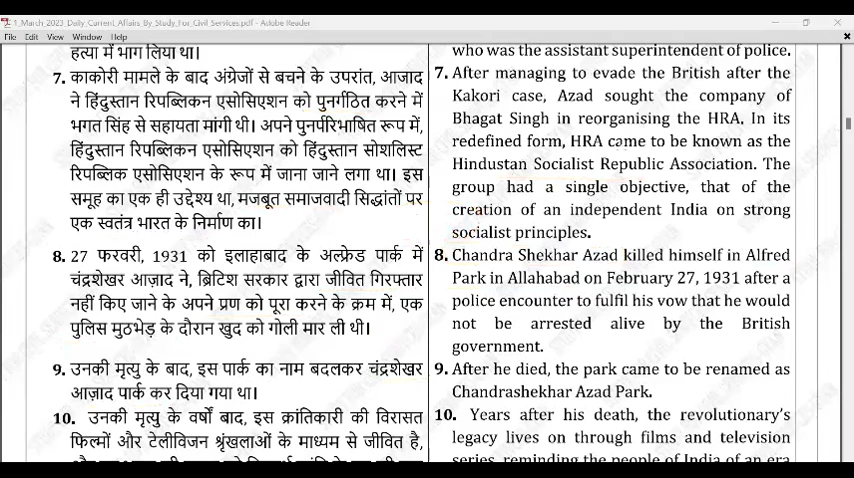 1_March_2023_Daily_Current_Affairs_By_Study_For_Civil_Services.pdf - Adobe Reader
File Edit View Window Help
हत्या में भाग लिया था।
7. काकोरी मामले के बाद अंग्रेजों से बचने के उपरांत, आजाद
ने हिंदुस्तान रिपब्लिकन एसोसिएशन को पुनर्गठित करने में
भगत सिंह से सहायता मांगी थी। अपने पुनर्परिभाषित रूप में,
हिंदुस्तान रिपब्लिकन एसोसिएशन को हिंदुस्तान सोशलिस्ट
रिपब्लिक एसोसिएशन के रूप में जाना जाने लगा था। इस
समूह का एक ही उद्देश्य था, मजबूत समाजवादी सिद्धांतों पर
एक स्वतंत्र भारत के निर्माण का।
8. 27 फरवरी, 1931 को इलाहाबाद के अल्फ्रेड पार्क में
चंद्रशेखर आज़ाद ने, ब्रिटिश सरकार द्वारा जीवित गिरफ्तार
नहीं किए जाने के अपने प्रण को पूरा करने के क्रम में, एक
पुलिस मुठभेड़ के दौरान खुद को गोली मार ली थी।
9. उनकी मृत्यु के बाद, इस पार्क का नाम बदलकर चंद्रशेखर
आज़ाद पार्क कर दिया गया था।
10. उनकी मृत्यु के वर्षों बाद, इस क्रांतिकारी की विरासत
फिल्मों और टेलीविजन श्रृंखलाओं के माध्यम से जीवित है,
who was the assistant superintendent of police.
7. After managing to evade the British after the
Kakori case, Azad sought the company of
Bhagat Singh in reorganising the HRA. In its
redefined form, HRA came to be known as the
Hindustan Socialist Republic Association. The
group had a single objective, that of the
creation of an independent India on strong
socialist principles.
8. Chandra Shekhar Azad killed himself in Alfred
Park in Allahabad on February 27, 1931 after a
police encounter to fulfil his vow that he would
not be arrested alive by the British
government.
9. After he died, the park came to be renamed as
Chandrashekhar Azad Park.
10. Years after his death, the revolutionary's
legacy lives on through films and television
series, reminding the people of India of an era